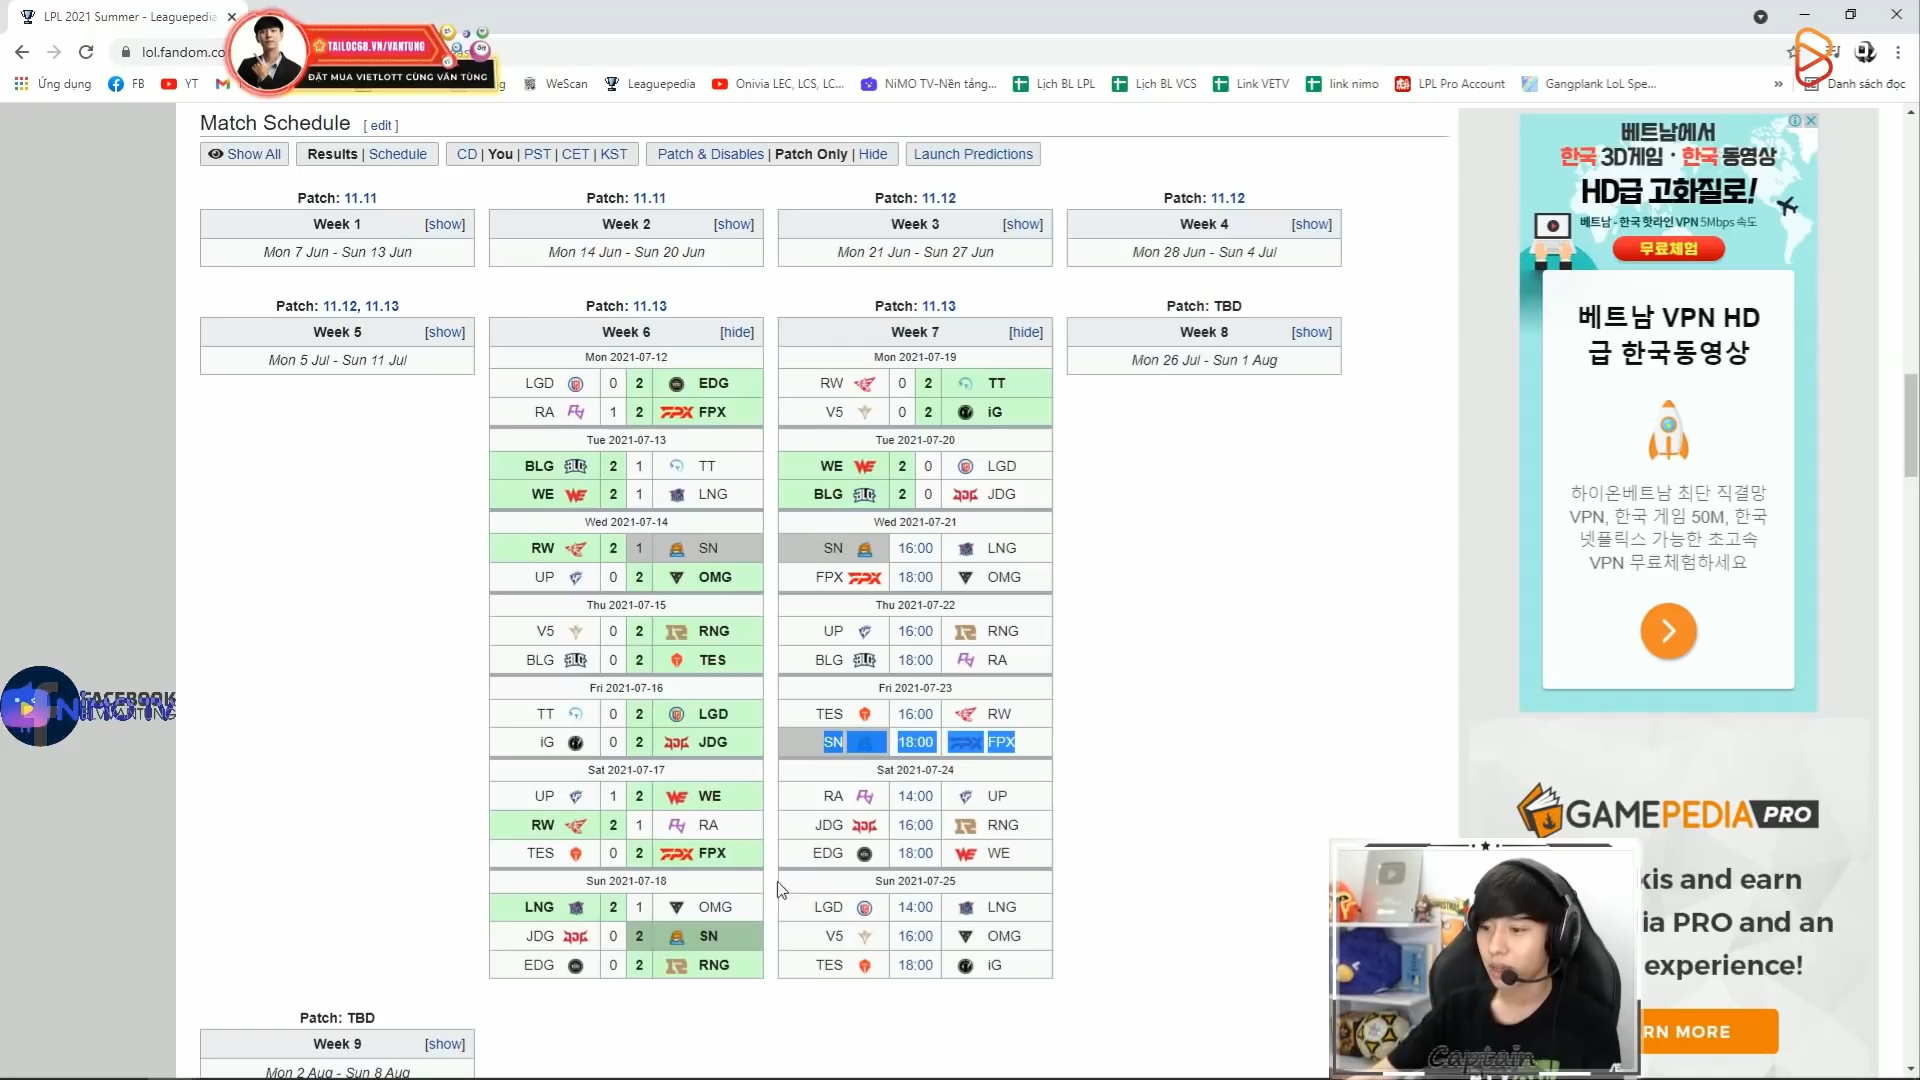 LPL 2021 Summer - Leaguepedia
lol.fandom.co
TAILOC68.VN/VANTUNG
ĐẶT MUA VIETLOTT CÙNG VĂN TÙNG
Ứng dụng FB YT WeScan Leaguepedia Onivia LEC, LCS, LC... NiMO TV-Nền tảng... Lịch BL LPL Lịch BL VCS Link VETV link nimo LPL Pro Account Gangplank LoL Spe... » Danh sách đọc
Match Schedule [ edit ]
Show All Results | Schedule CD | You | PST | CET | KST Patch & Disables | Patch Only | Hide Launch Predictions
Patch: 11.11 Patch: 11.11 Patch: 11.12 Patch: 11.12
Week 1 [show] Week 2 [show] Week 3 [show] Week 4 [show]
Mon 7 Jun - Sun 13 Jun Mon 14 Jun - Sun 20 Jun Mon 21 Jun - Sun 27 Jun Mon 28 Jun - Sun 4 Jul
Patch: 11.12, 11.13 Patch: 11.13 Patch: 11.13 Patch: TBD
Week 5 [show] Week 6 [hide] Week 7 [hide] Week 8 [show]
Mon 5 Jul - Sun 11 Jul Mon 26 Jul - Sun 1 Aug
Mon 2021-07-12 Mon 2021-07-19
LGD 0 2 EDG RW 0 2 TT
RA 1 2 FPX V5 0 2 iG
Tue 2021-07-13 Tue 2021-07-20
BLG 2 1 TT WE 2 0 LGD
WE 2 1 LNG BLG 2 0 JDG
Wed 2021-07-14 Wed 2021-07-21
RW 2 1 SN SN 16:00 LNG
UP 0 2 OMG FPX 18:00 OMG
Thu 2021-07-15 Thu 2021-07-22
V5 0 2 RNG UP 16:00 RNG
BLG 0 2 TES BLG 18:00 RA
Fri 2021-07-16 Fri 2021-07-23
TT 0 2 LGD TES 16:00 RW
iG 0 2 JDG SN 18:00 FPX
Sat 2021-07-17 Sat 2021-07-24
UP 1 2 WE RA 14:00 UP
RW 2 1 RA JDG 16:00 RNG
TES 0 2 FPX EDG 18:00 WE
Sun 2021-07-18 Sun 2021-07-25
LNG 2 1 OMG LGD 14:00 LNG
JDG 0 2 SN V5 16:00 OMG
EDG 0 2 RNG TES 18:00 iG
Patch: TBD
Week 9 [show]
Mon 2 Aug - Sun 8 Aug
베트남에서
한국 3D게임 · 한국 동영상
HD급 고화질로!
베트남 - 한국 핫라인 VPN 5Mbps 속도
무료체험
베트남 VPN HD
급 한국동영상
하이온베트남 최단 직결망
VPN, 한국 게임 50M, 한국
넷플릭스 가능한 초고속
VPN 무료체험하세요
GAMEPEDIA PRO
kis and earn
ia PRO and an
experience!
RN MORE
Captain